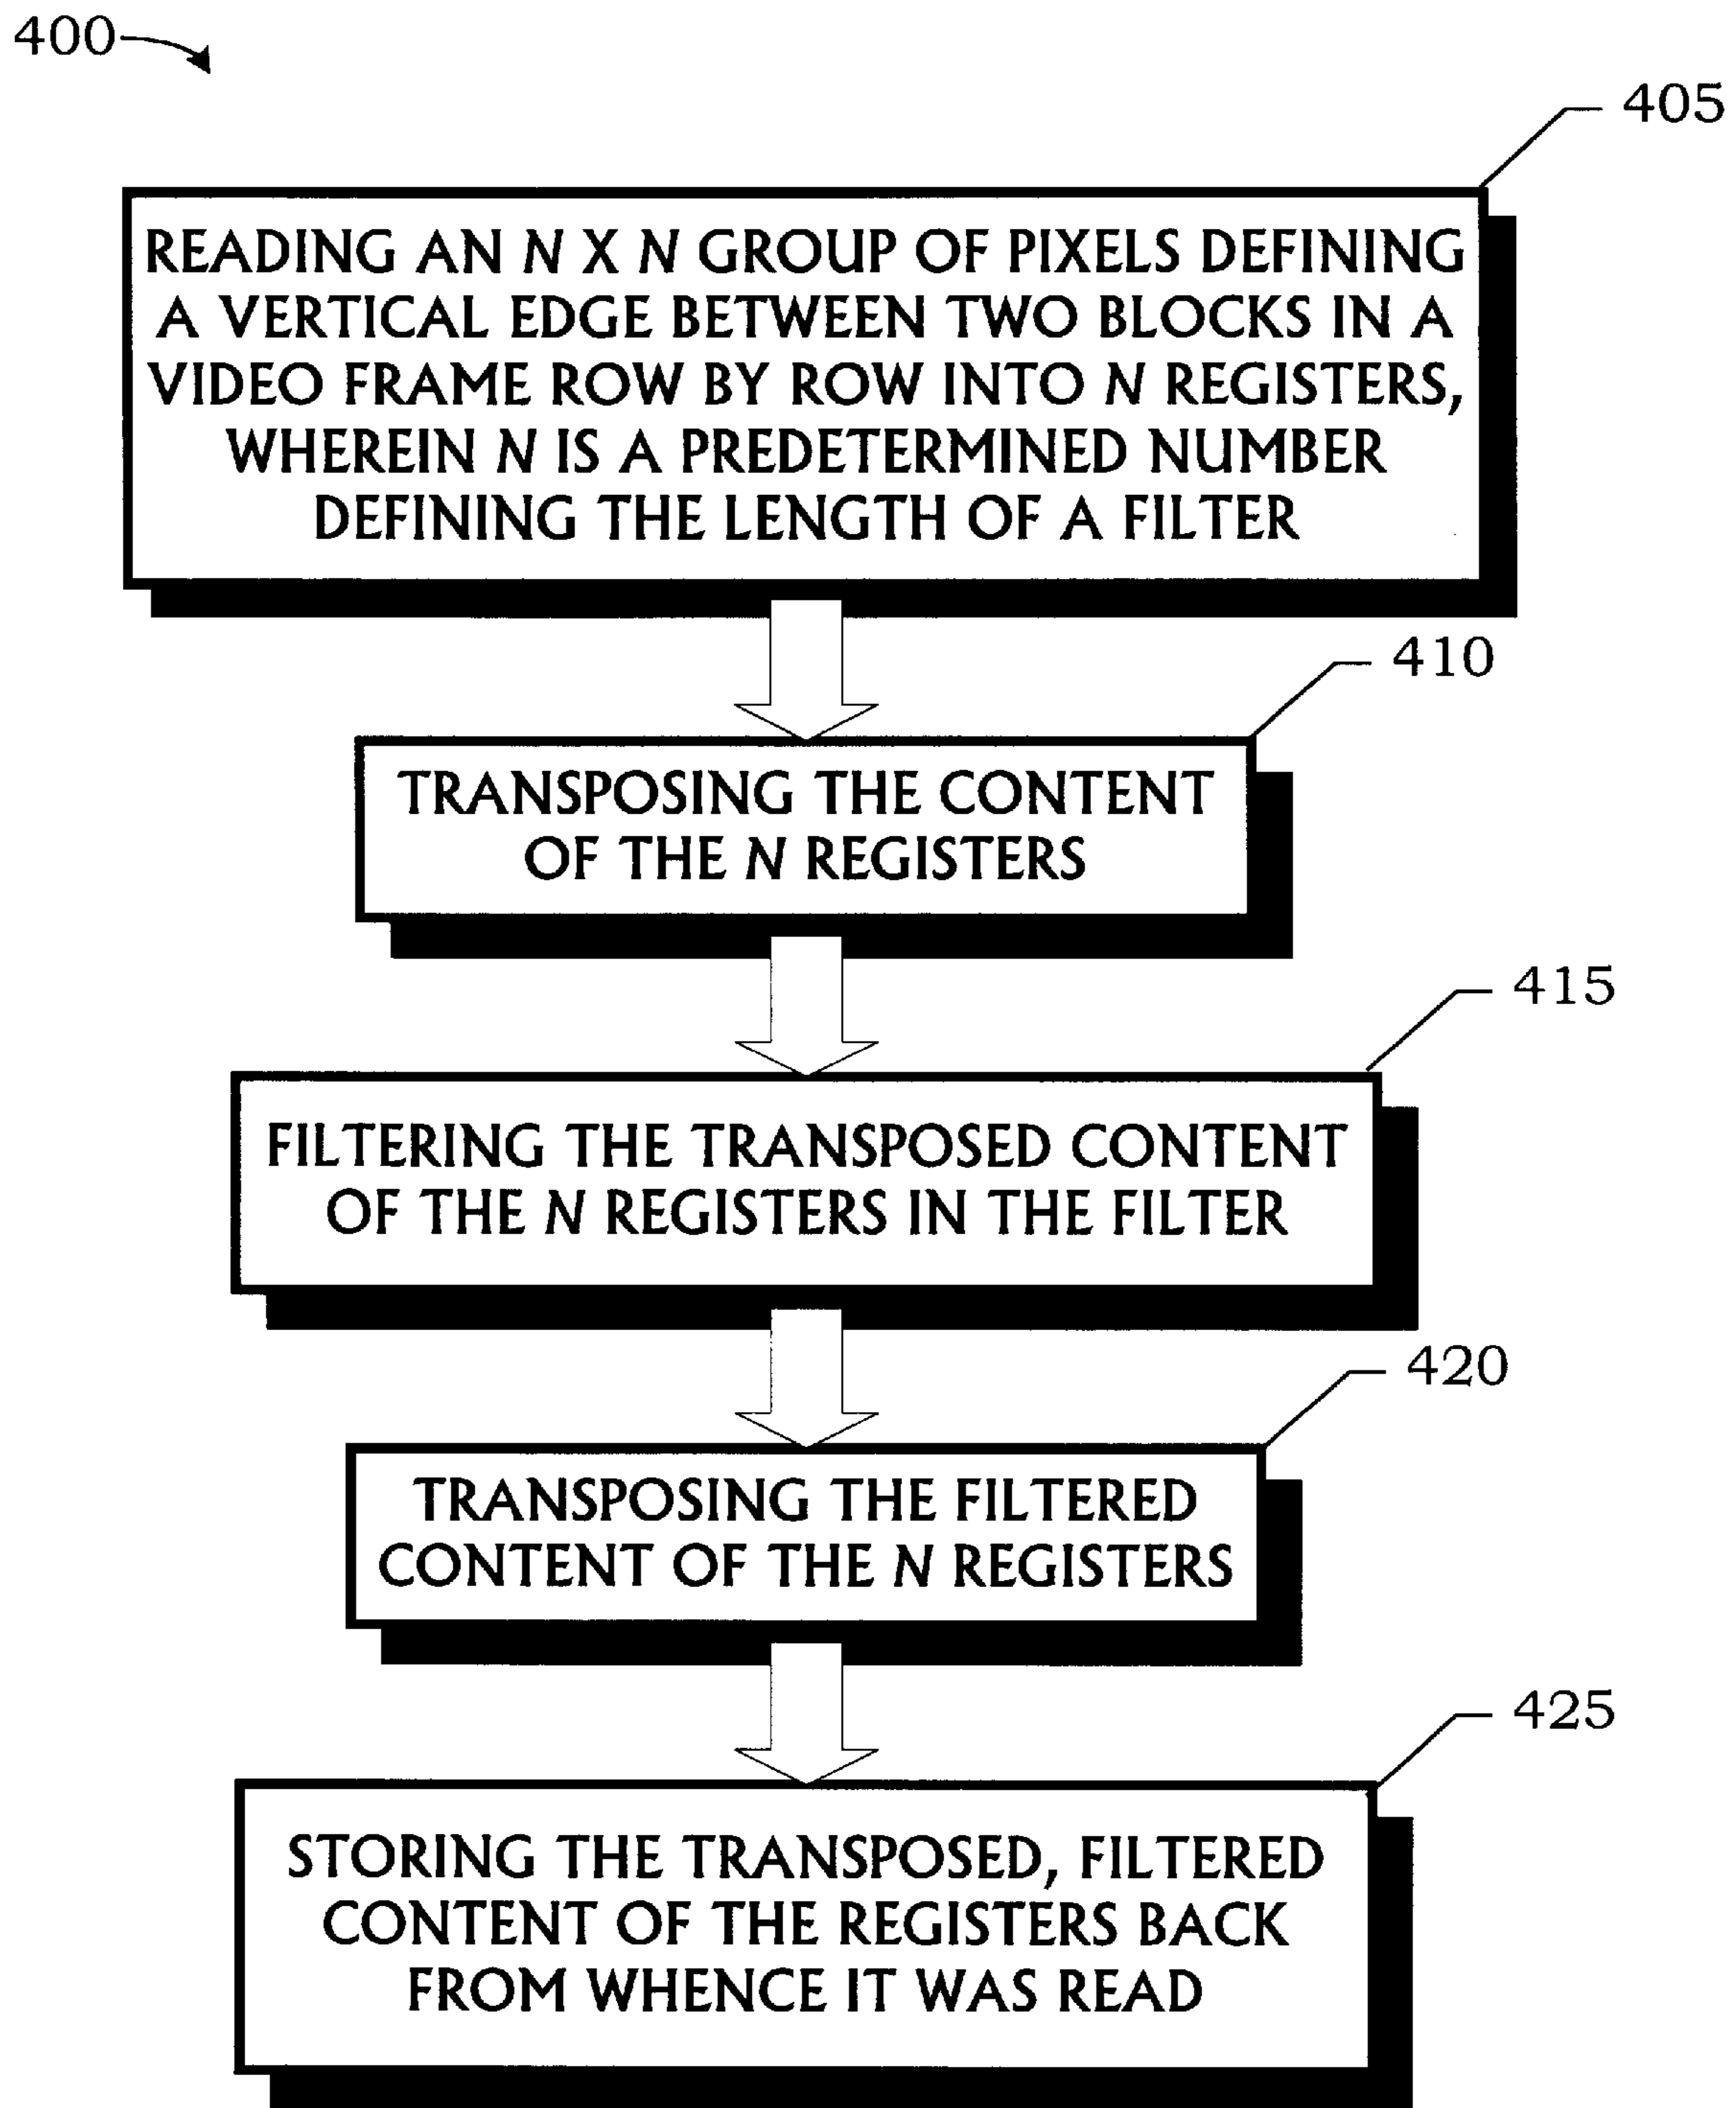 400
405
READING AN N X N GROUP OF PIXELS DEFINING
A VERTICAL EDGE BETWEEN TWO BLOCKS IN A
VIDEO FRAME ROW BY ROW INTO N REGISTERS,
WHEREIN N IS A PREDETERMINED NUMBER
DEFINING THE LENGTH OF A FILTER
410
TRANSPOSING THE CONTENT
OF THE N REGISTERS
415
FILTERING THE TRANSPOSED CONTENT
OF THE N REGISTERS IN THE FILTER
420
TRANSPOSING THE FILTERED
CONTENT OF THE N REGISTERS
425
STORING THE TRANSPOSED, FILTERED
CONTENT OF THE REGISTERS BACK
FROM WHENCE IT WAS READ